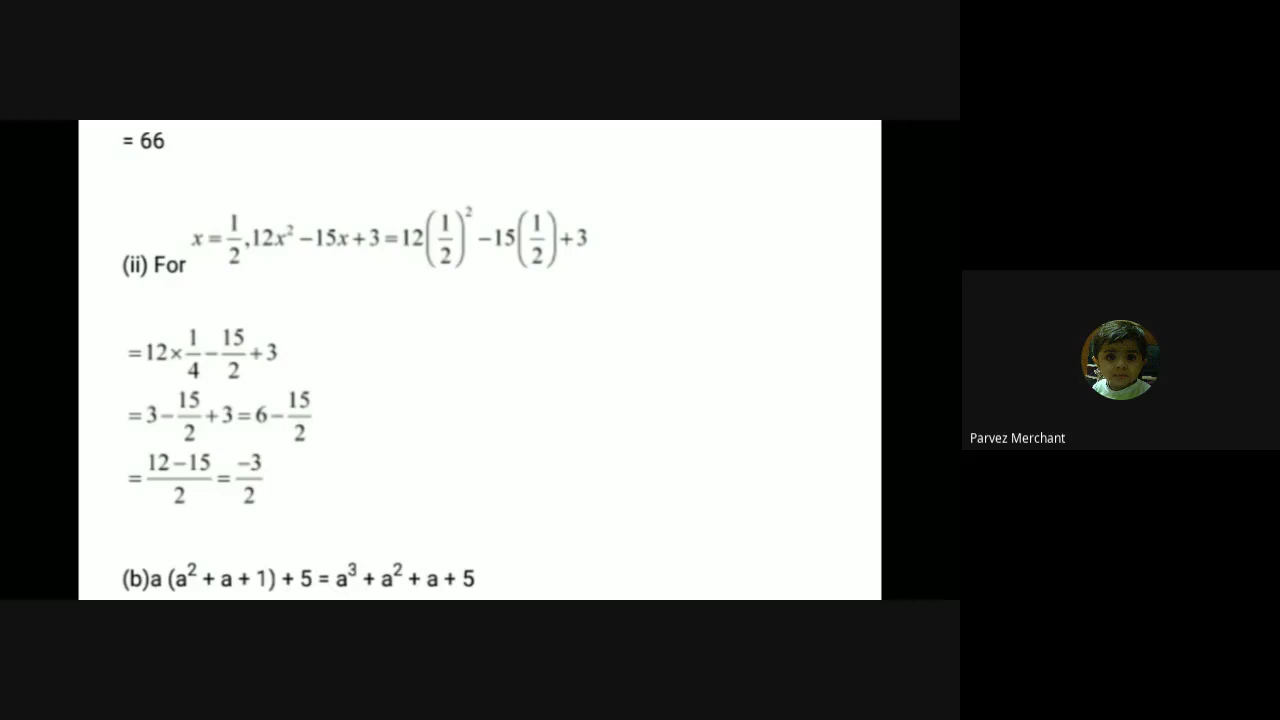 = 66
(ii) For x = 1/2, 12x² – 15x + 3 = 12(1/2)² – 15(1/2) + 3
= 12 × 1/4 – 15/2 + 3
= 3 – 15/2 + 3 = 6 – 15/2
= (12 – 15)/2 = –3/2
(b)a (a² + a + 1) + 5 = a³ + a² + a + 5
Parvez Merchant